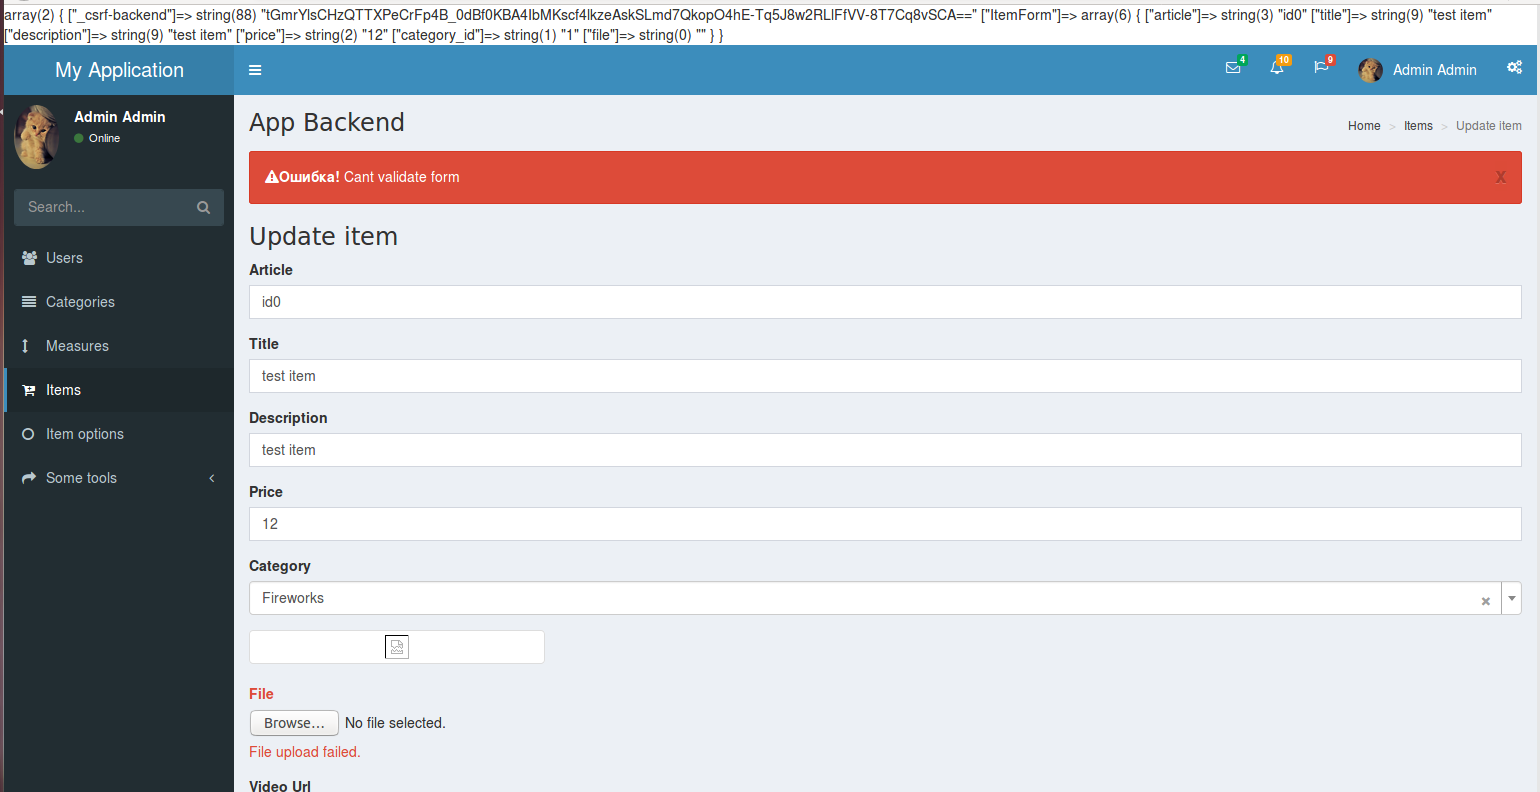 array(2) { ["_csrf-backend"]=> string(88) "tGmrYlsCHzQTTXPeCrFp4B_0dBf0KBA4IbMKscf4lkzeAskSLmd7QkopO4hE-Tq5J8w2RLlFfVV-8T7Cq8vSCA==" ["ItemForm"]=> array(6) { ["article"]=> string(3) "id0" ["title"]=> string(9) "test item"
["description"]=> string(9) "test item" ["price"]=> string(2) "12" ["category_id"]=> string(1) "1" ["file"]=> string(0) "" } }
My Application
4
10
9
Admin Admin
Admin Admin
Online
App Backend
Home > Items > Update item
Ошибка! Cant validate form
X
Search...
Update item
Users
Article
id0
Categories
Title
Measures
test item
Items
Description
Item options
test item
Some tools
Price
12
Category
Fireworks
File
Browse... No file selected.
File upload failed.
Video Url